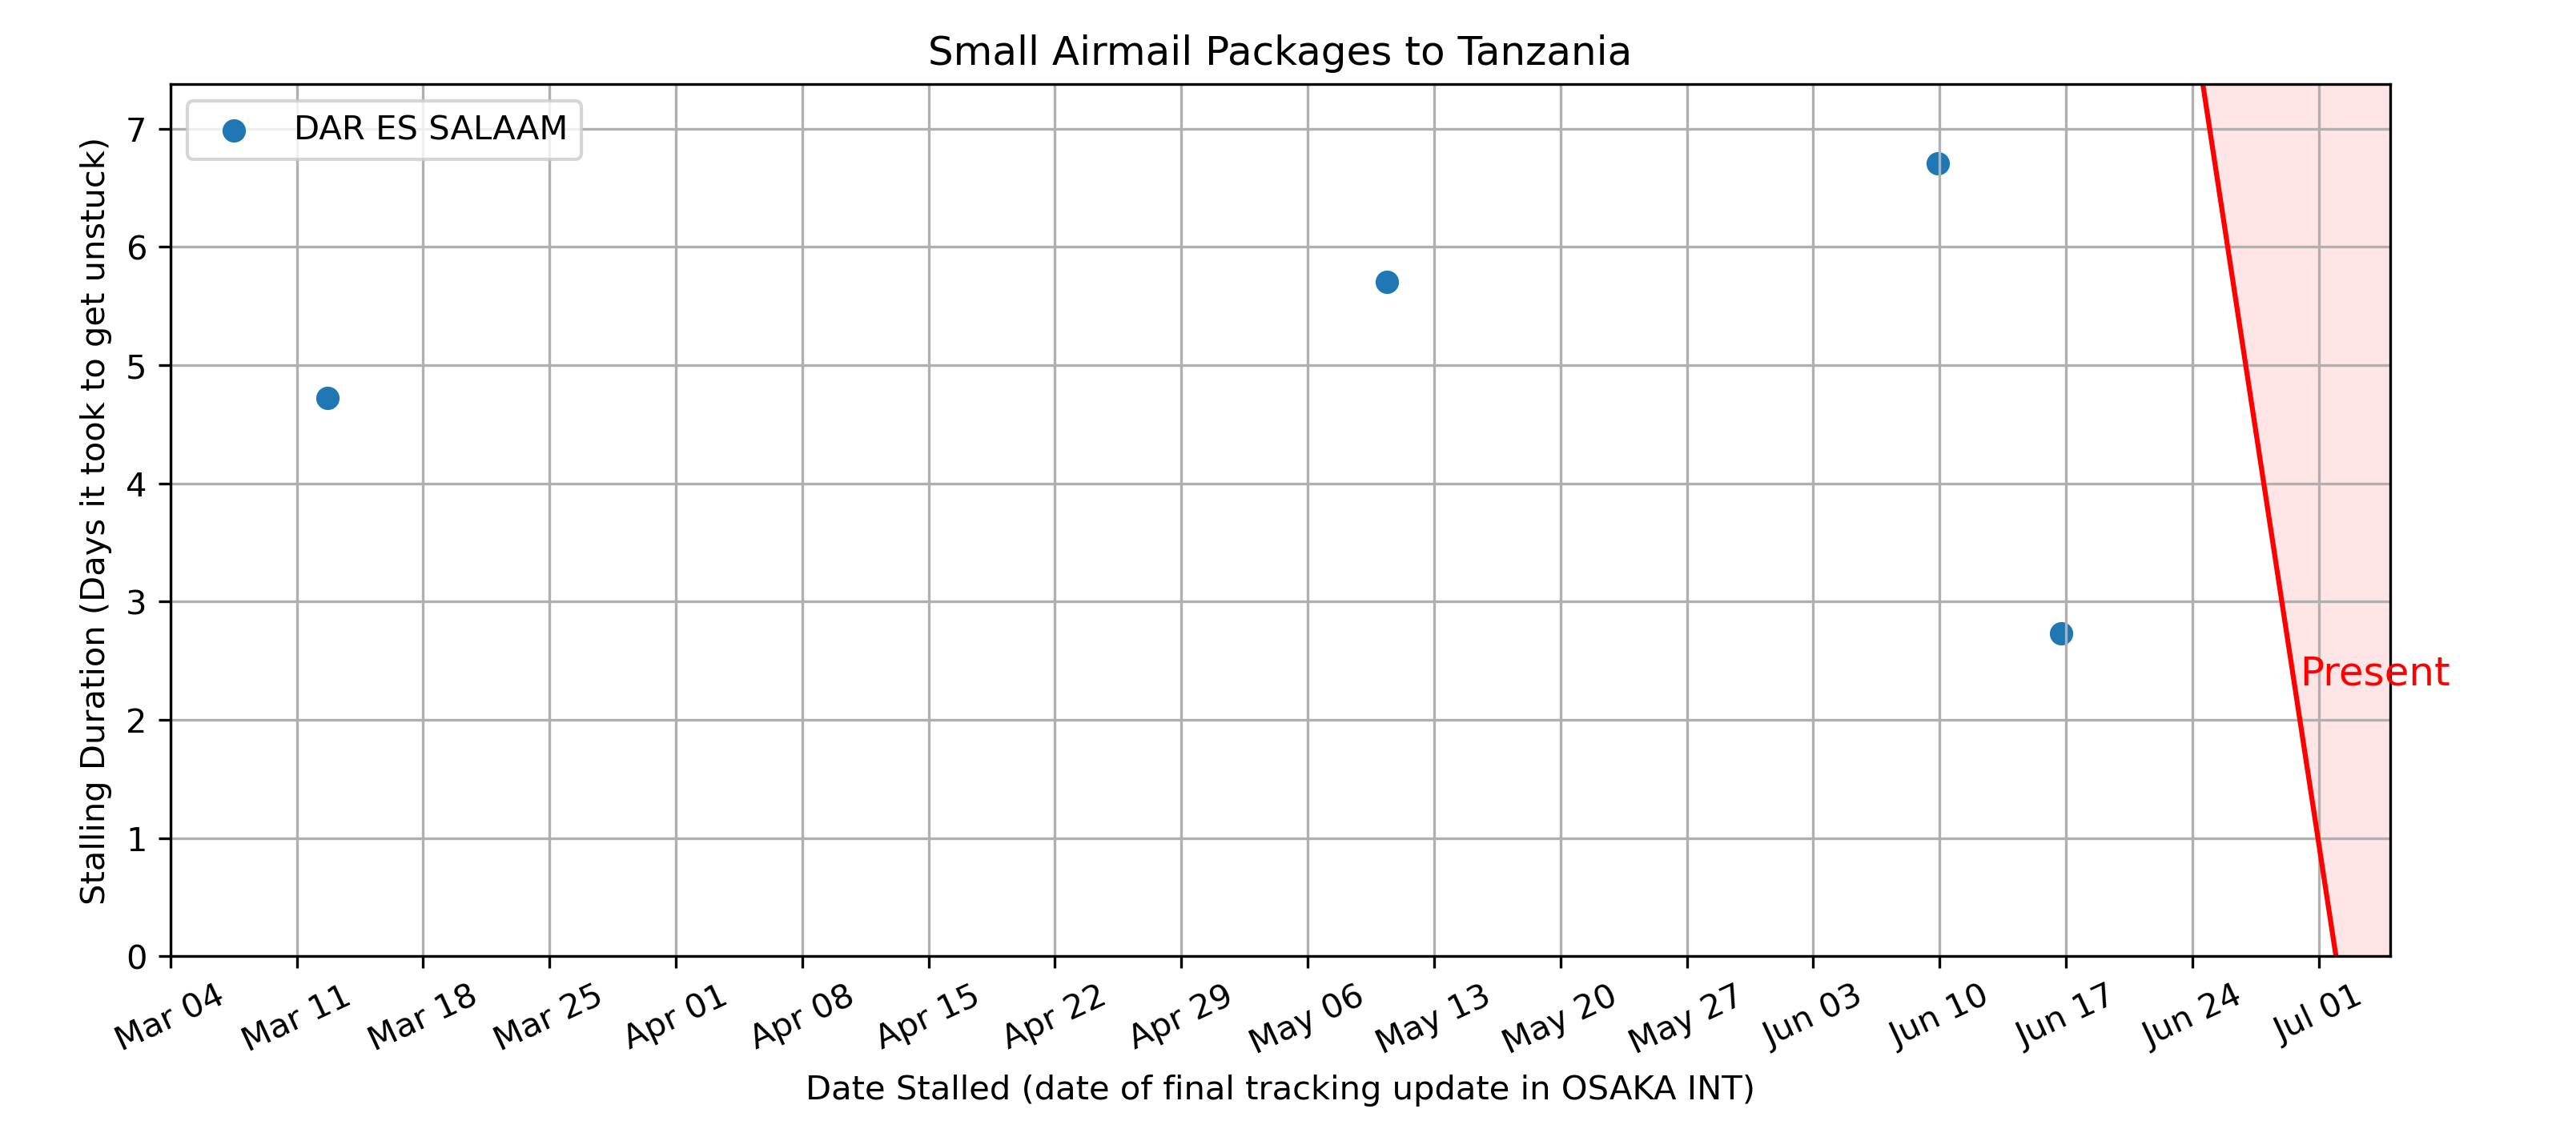 Small Airmail Packages to Tanzania
DAR ES SALAAM
Stalling Duration (Days it took to get unstuck)
7
6
5
4
3
2
1
0
Present
Mar 04
Mar 11
Mar 18
Mar 25
Apr 01
Apr 08
Apr 15
Apr 22
Apr 29
May 06
May 13
May 20
May 27
Jun 03
Jun 10
Jun 17
Jun 24
Jul 01
Date Stalled (date of final tracking update in OSAKA INT)